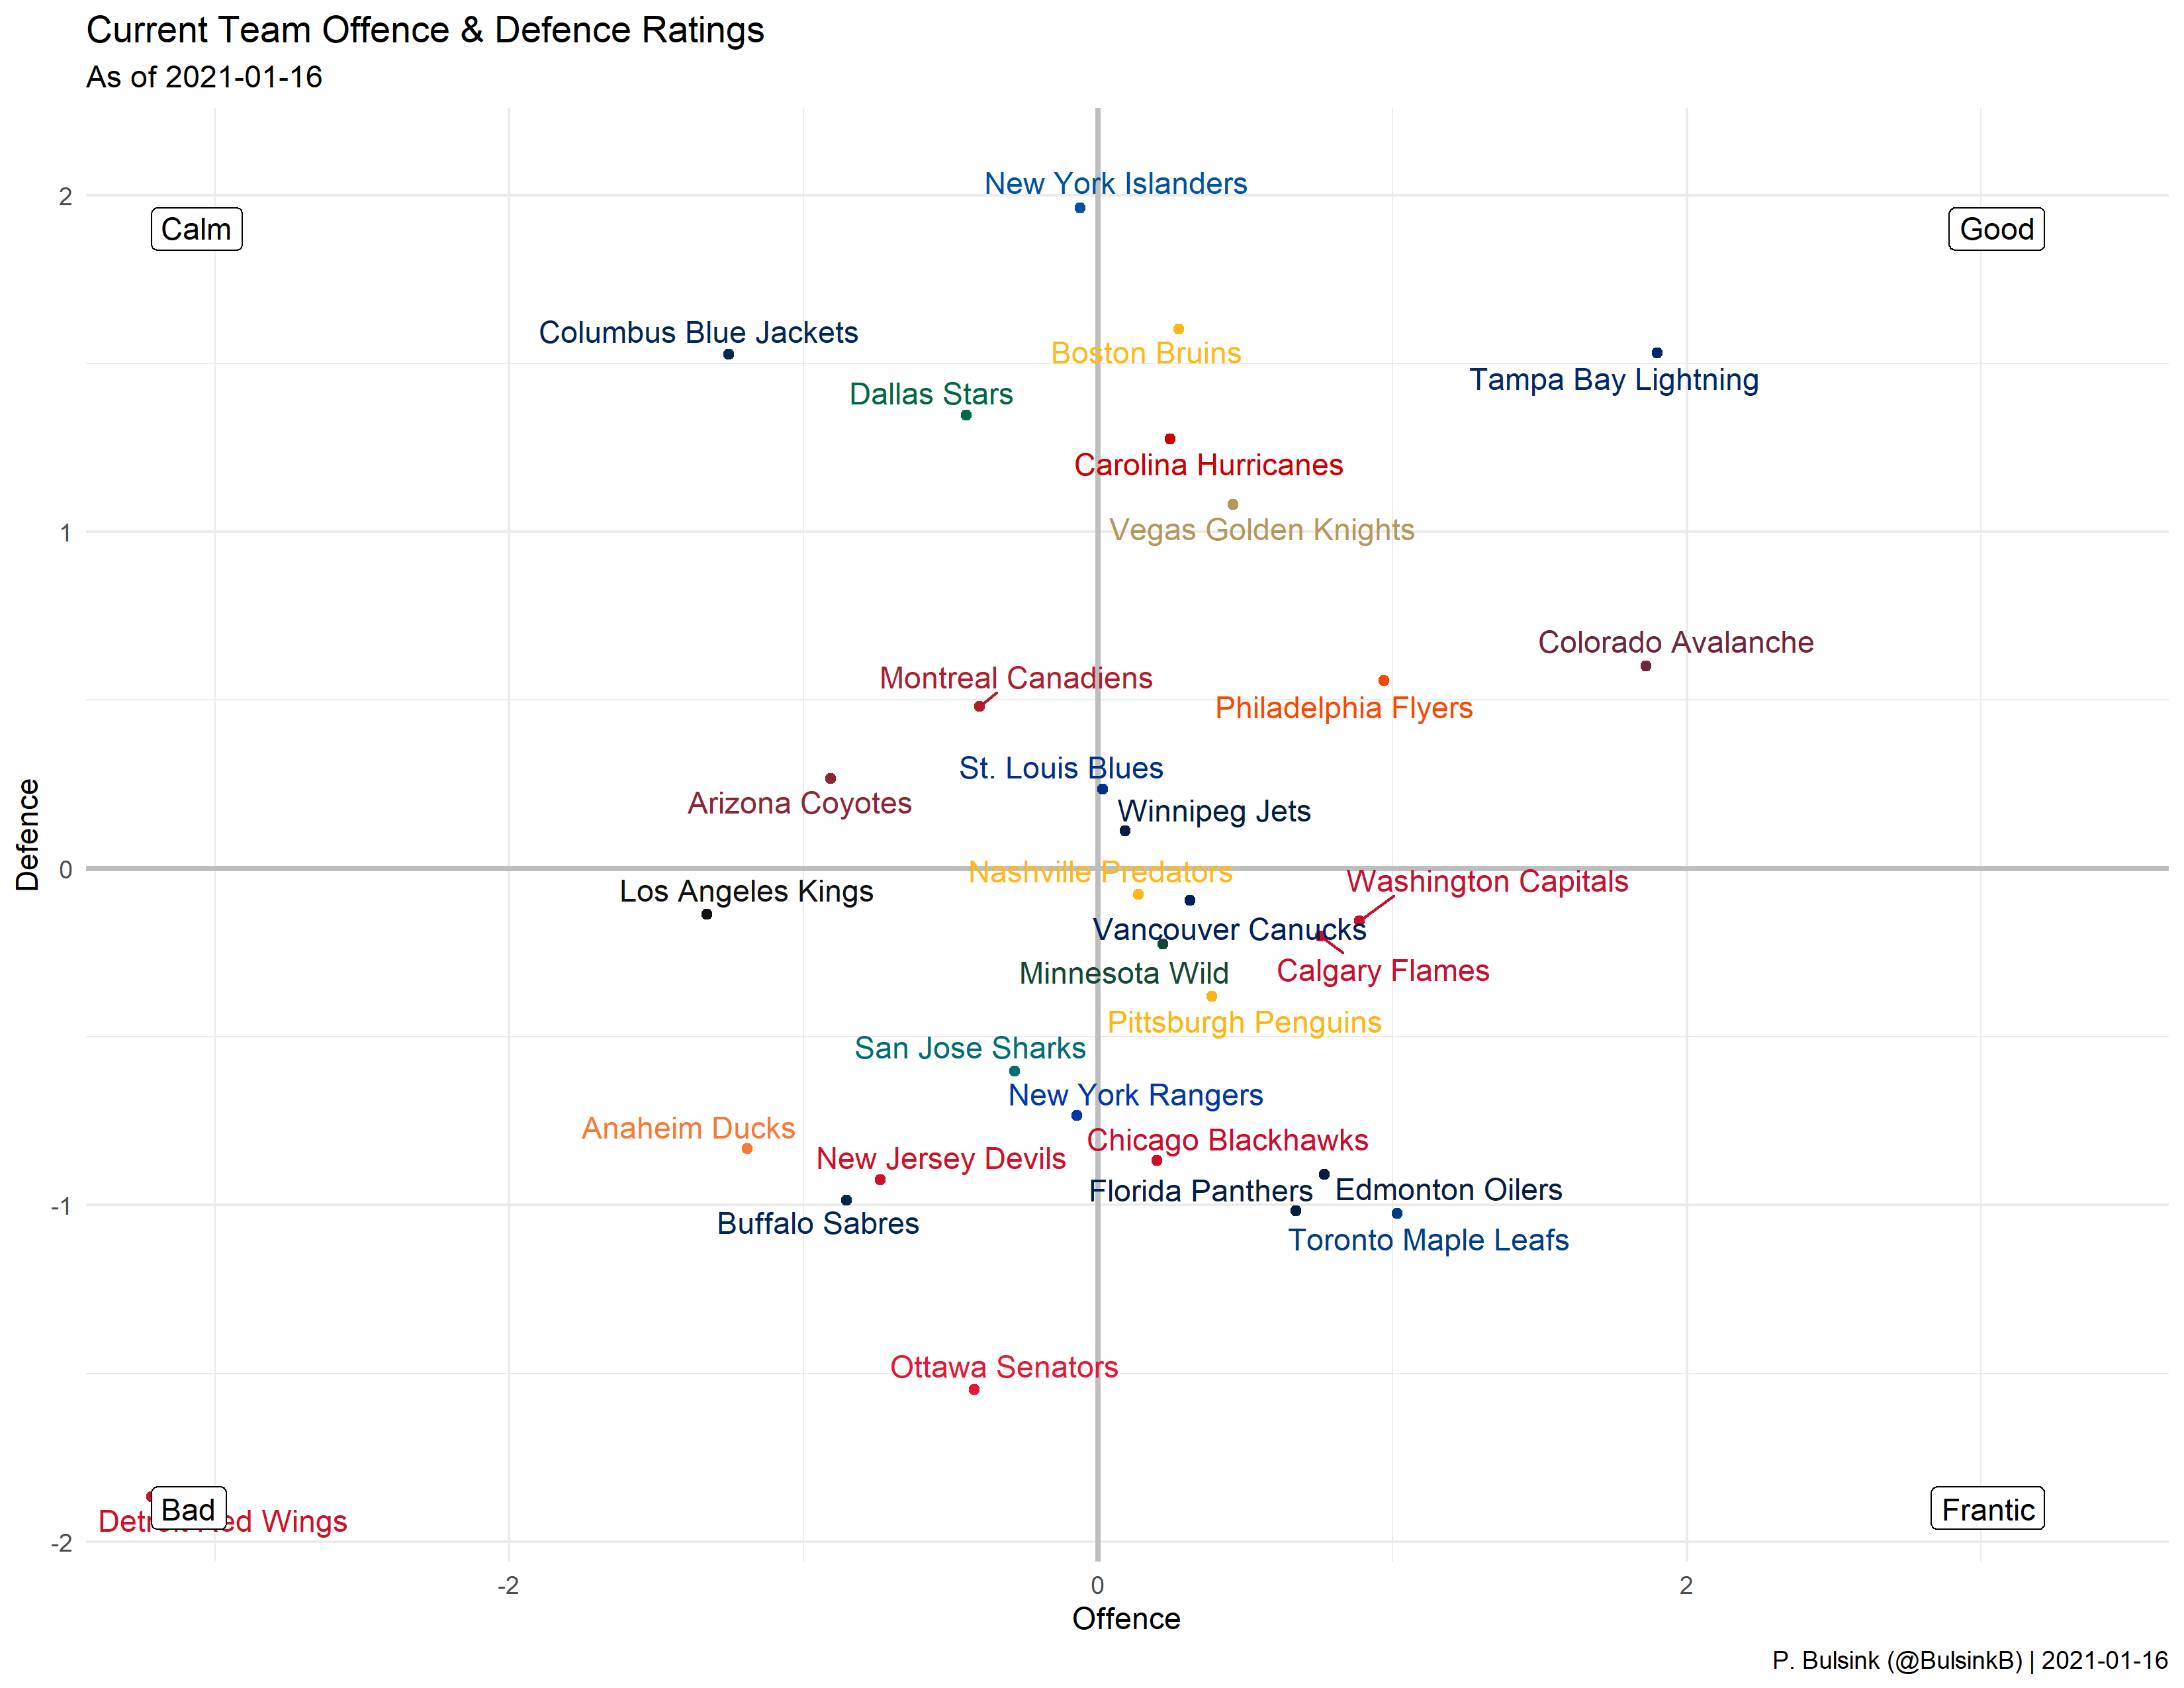 Current Team Offence & Defence Ratings
As of 2021-01-16
New York Islanders
2
Calm
Good
Columbus Blue Jackets
Boston Bruins
Tampa Bay Lightning
Dallas Stars
Carolina Hurricanes
Vegas Golden Knights
1
Colorado Avalanche
Montreal Canadiens
Philadelphia Flyers
St. Louis Blues
Arizona Coyotes
Winnipeg Jets
Defence
0
Nashville Predators
Washington Capitals
Los Angeles Kings
Vancouver Canucks
Minnesota Wild
Calgary Flames
Pittsburgh Penguins
San Jose Sharks
New York Rangers
Anaheim Ducks
Chicago Blackhawks
New Jersey Devils
Florida Panthers
Edmonton Oilers
-1
Buffalo Sabres
Toronto Maple Leafs
Ottawa Senators
Bad
Frantic
Detroit Red Wings
-2
-2
0
2
Offence
P. Bulsink (@BulsinkB) | 2021-01-16